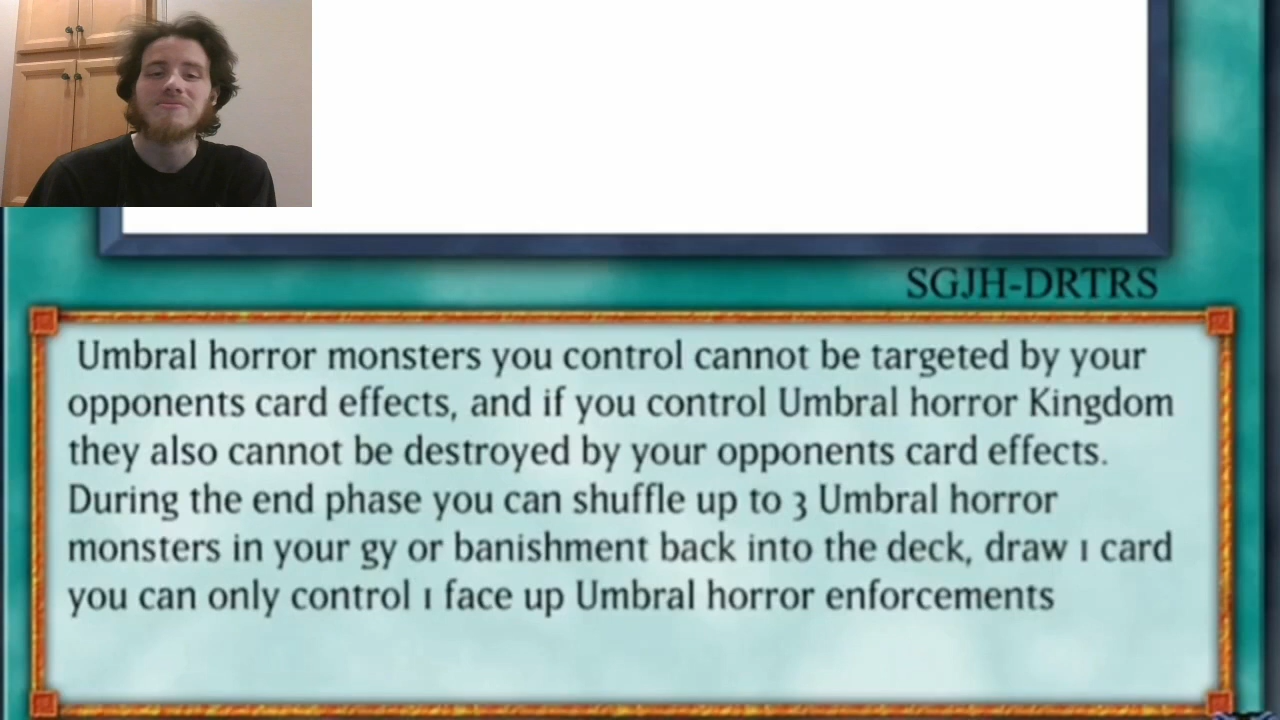 SGJH-DRTRS
Umbral horror monsters you control cannot be targeted by your
opponents card effects, and if you control Umbral horror Kingdom
they also cannot be destroyed by your opponents card effects.
During the end phase you can shuffle up to 3 Umbral horror
monsters in your gy or banishment back into the deck, draw 1 card
you can only control 1 face up Umbral horror enforcements